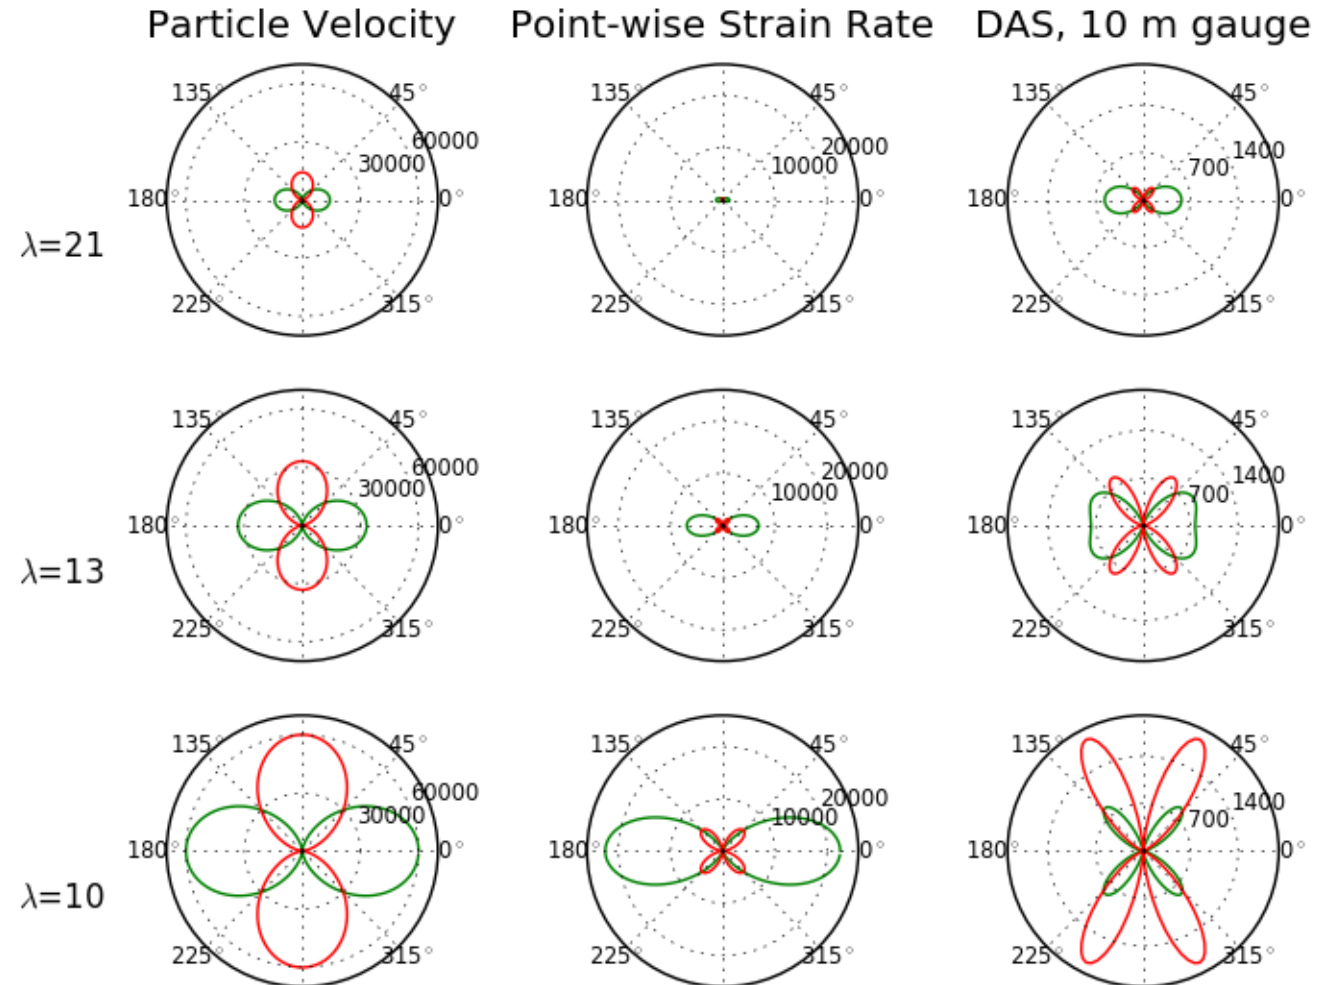 Particle Velocity Point-wise Strain Rate DAS, 10 m gauge
135° 45° 60000 30000 180° 0° 225° 315°
135° 45° 20000 10000 180° 0° 225° 315°
135° 45° 1400 700 180° 0° 225° 315°
λ=21
135° 45° 60000 30000 180° 0° 225° 315°
135° 45° 20000 10000 180° 0° 225° 315°
135° 45° 1400 700 180° 0° 225° 315°
λ=13
135° 45° 60000 30000 180° 0° 225° 315°
135° 45° 20000 10000 180° 0° 225° 315°
135° 45° 1400 700 180° 0° 225° 315°
λ=10